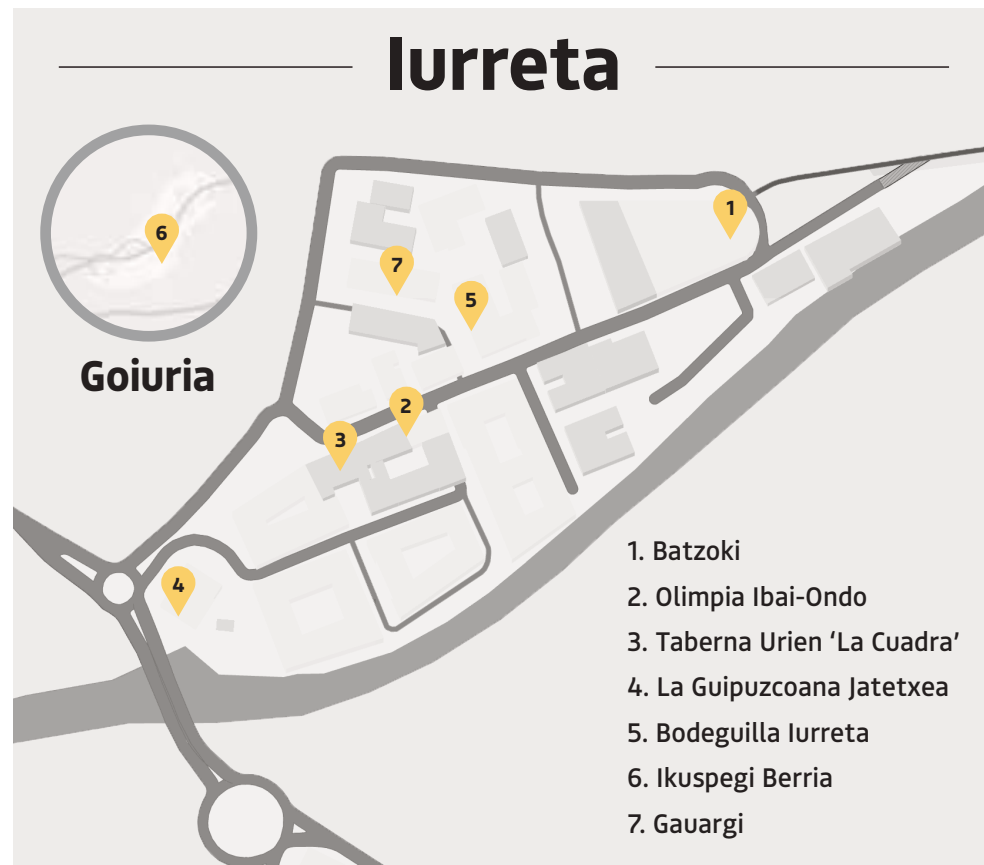 Iurreta
6
1
7
5
Goiuria
2
3
4
1. Batzoki
2. Olimpia Ibai-Ondo
3. Taberna Urien ‘La Cuadra’
4. La Guipuzcoana Jatetxea
5. Bodeguilla Iurreta
6. Ikuspegi Berria
7. Gauargi